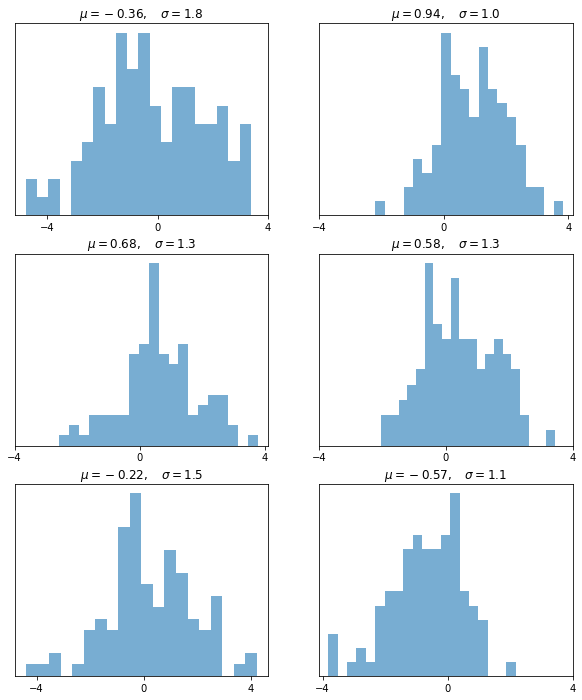 μ = −0.36,    σ = 1.8
−4 0 4
μ = 0.94,    σ = 1.0
−4 0 4
μ = 0.68,    σ = 1.3
−4 0 4
μ = 0.58,    σ = 1.3
−4 0 4
μ = −0.22,    σ = 1.5
−4 0 4
μ = −0.57,    σ = 1.1
−4 0 4